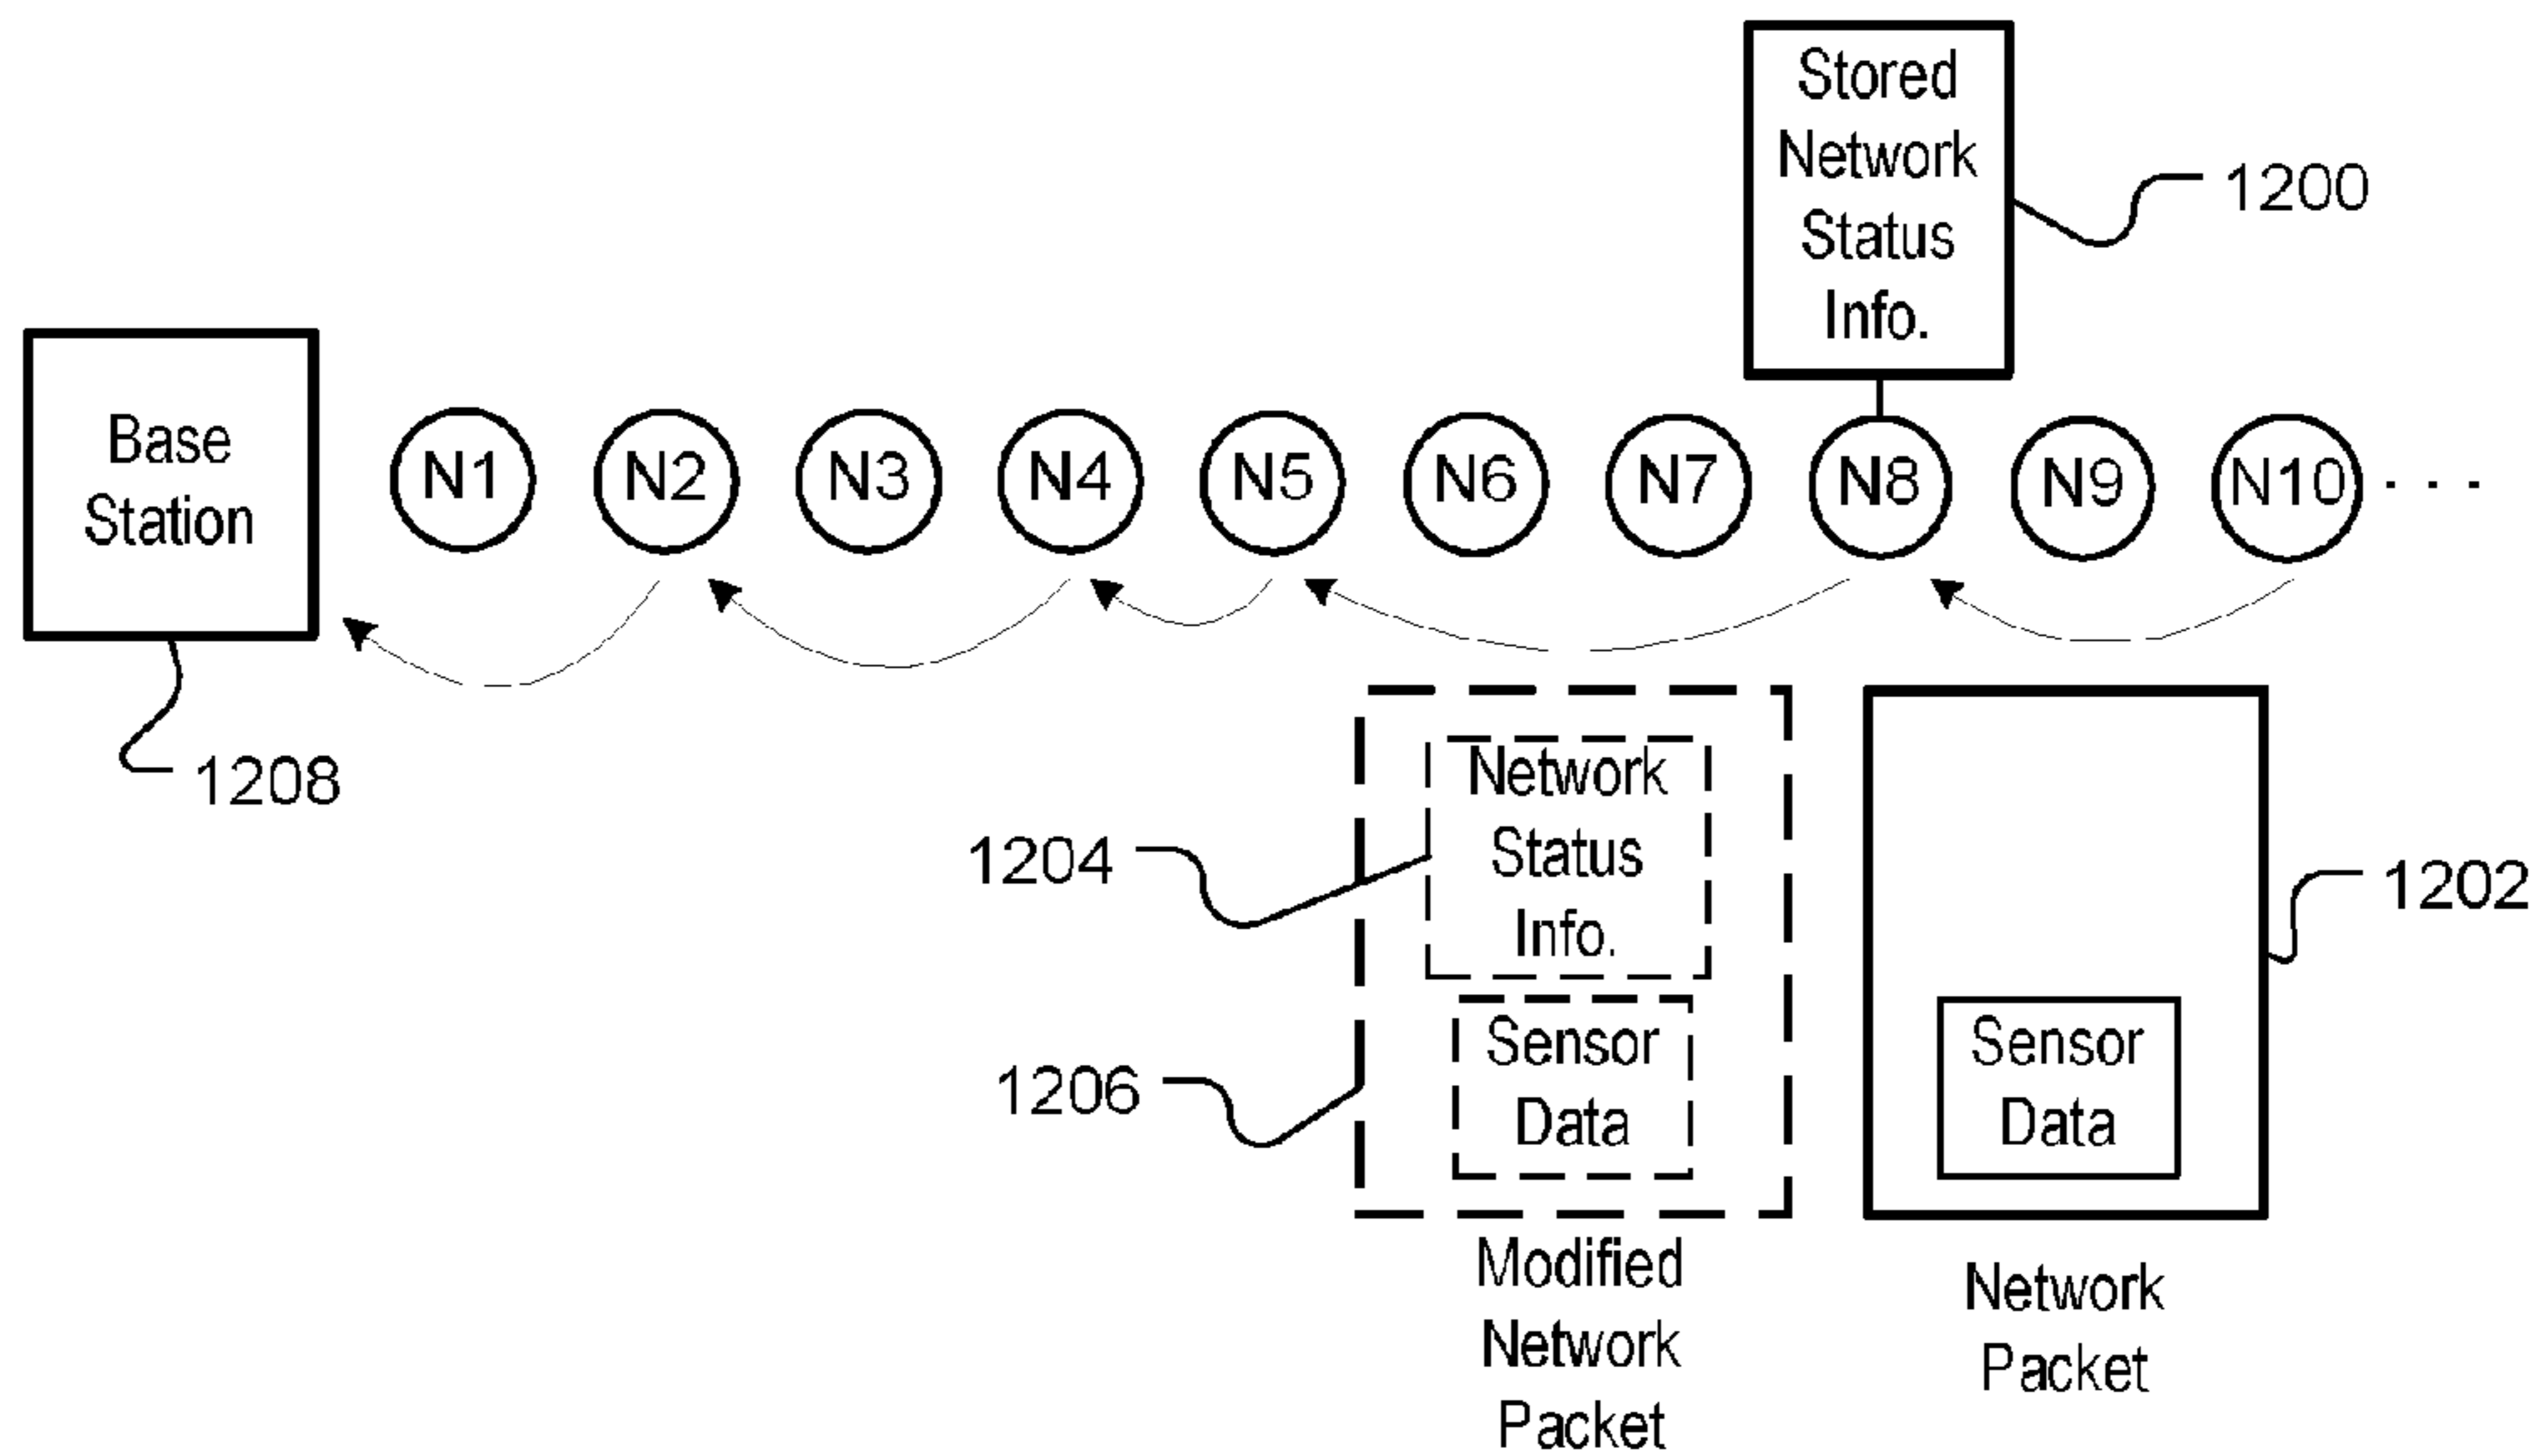 Stored
Network
Status
Info.
1200
Base
Station
N1
N2
N3
N4
N5
N6
N7
N8
N9
N10
. . .
1208
Network
Status
Info.
1204
Sensor
Data
1206
Modified
Network
Packet
Sensor
Data
1202
Network
Packet